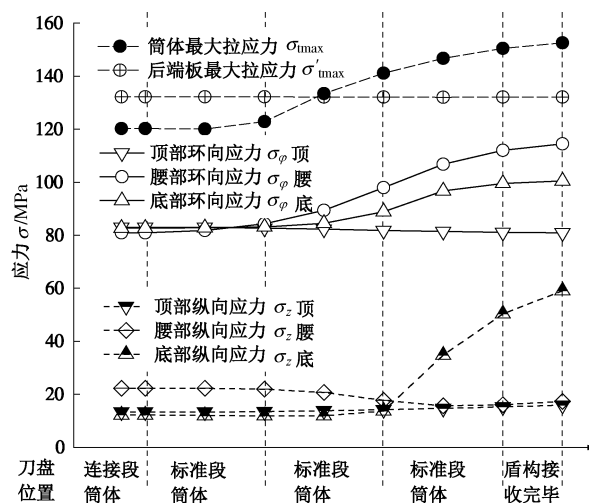 160
140
120
100
80
60
40
20
0
应力 σ/MPa
筒体最大拉应力 σtmax
后端板最大拉应力 σ′tmax
顶部环向应力 σφ 顶
腰部环向应力 σφ 腰
底部环向应力 σφ 底
顶部纵向应力 σz 顶
腰部纵向应力 σz 腰
底部纵向应力 σz 底
刀盘
位置
连接段
筒体
标准段
筒体
标准段
筒体
标准段
筒体
盾构接
收完毕